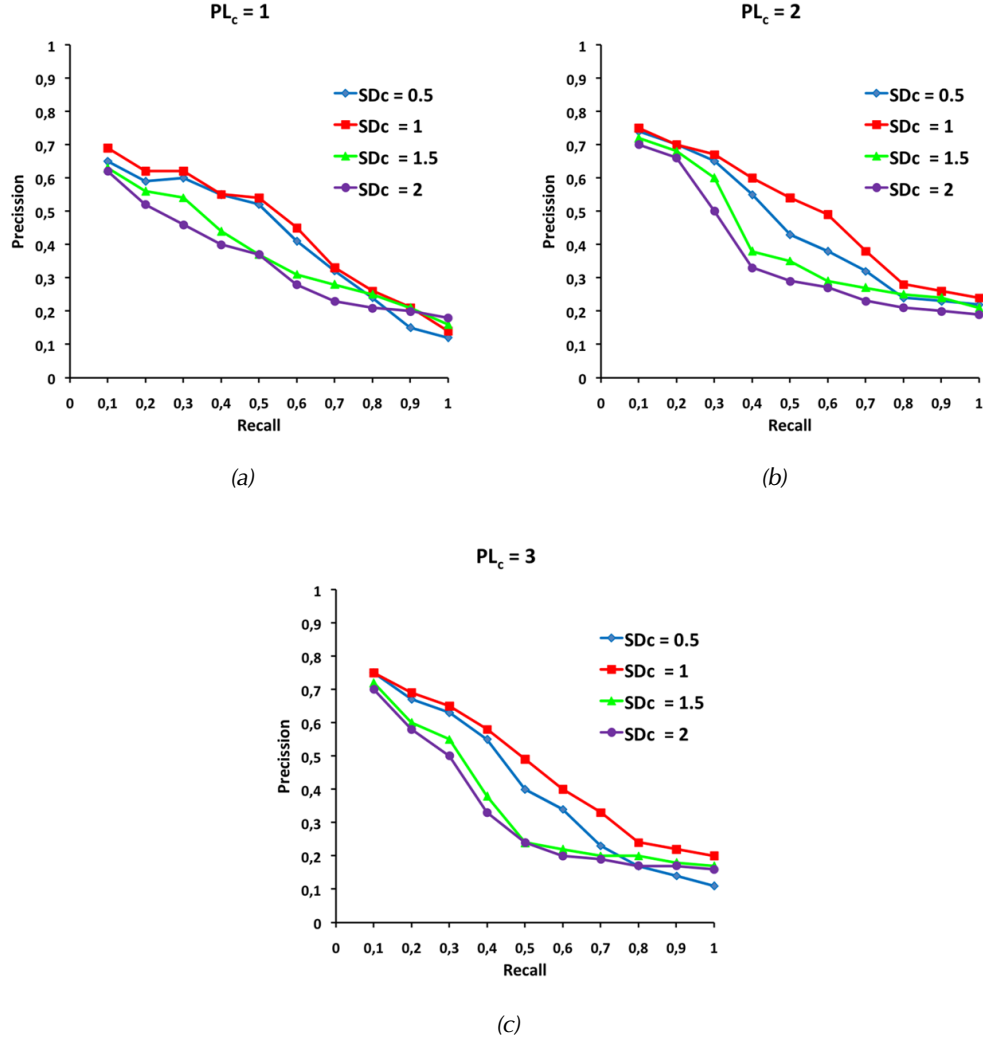 PLc = 1
1
0,9
0,8
0,7
0,6
0,5
0,4
0,3
0,2
0,1
0
Precission
SDc = 0.5
SDc = 1
SDc = 1.5
SDc = 2
0 0,1 0,2 0,3 0,4 0,5 0,6 0,7 0,8 0,9 1
Recall
(a)
PLc = 2
1
0,9
0,8
0,7
0,6
0,5
0,4
0,3
0,2
0,1
0
Precission
SDc = 0.5
SDc = 1
SDc = 1.5
SDc = 2
0 0,1 0,2 0,3 0,4 0,5 0,6 0,7 0,8 0,9 1
Recall
(b)
PLc = 3
1
0,9
0,8
0,7
0,6
0,5
0,4
0,3
0,2
0,1
0
Precission
SDc = 0.5
SDc = 1
SDc = 1.5
SDc = 2
0 0,1 0,2 0,3 0,4 0,5 0,6 0,7 0,8 0,9 1
Recall
(c)